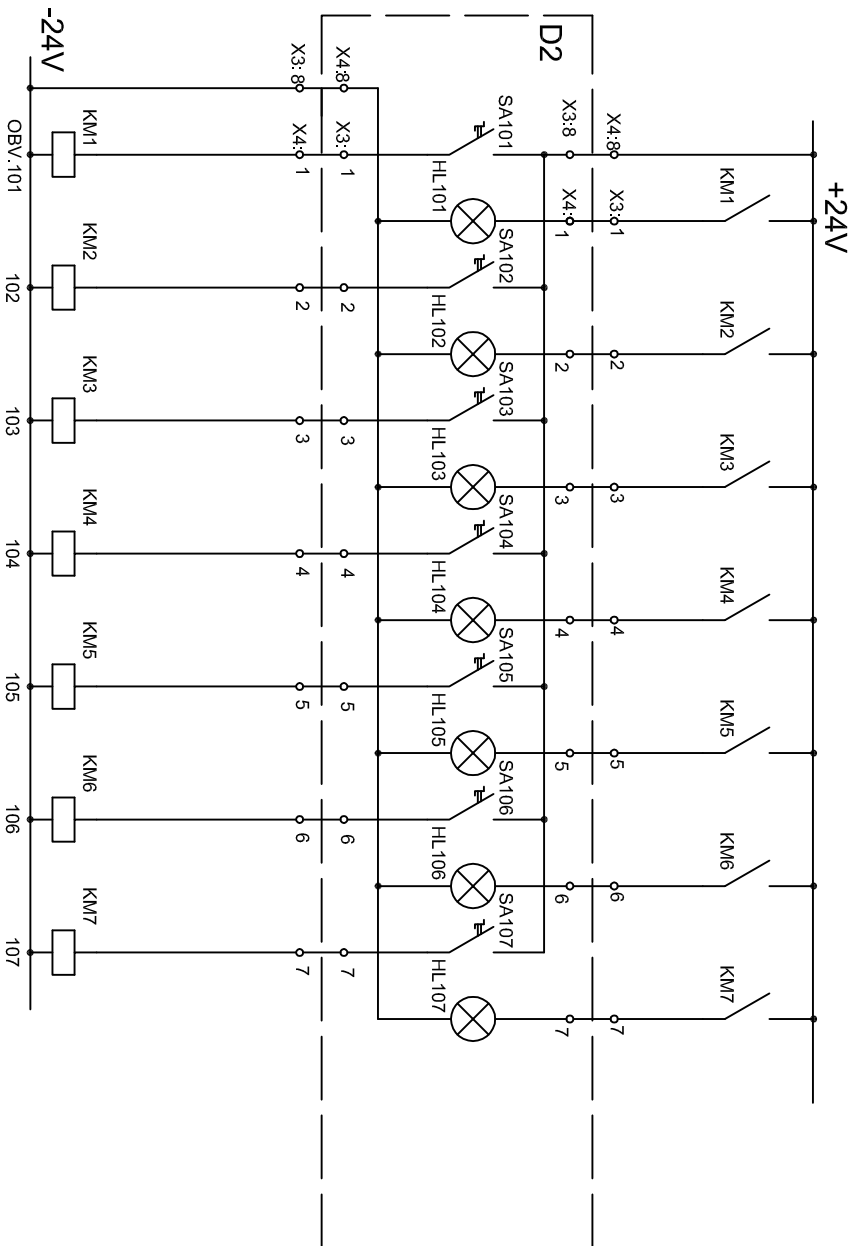 +24V
KM1
KM2
KM3
KM4
KM5
KM6
KM7
X4:8
X3: 1
2
3
4
5
6
7
X3:8
X4: 1
2
3
4
5
6
7
D2
SA101
SA102
SA103
SA104
SA105
SA106
SA107
HL101
HL102
HL103
HL104
HL105
HL106
HL107
X4:8
X3: 1
2
3
4
5
6
7
X3: 8
X4: 1
2
3
4
5
6
7
KM1
KM2
KM3
KM4
KM5
KM6
KM7
-24V
OBV.101
102
103
104
105
106
107